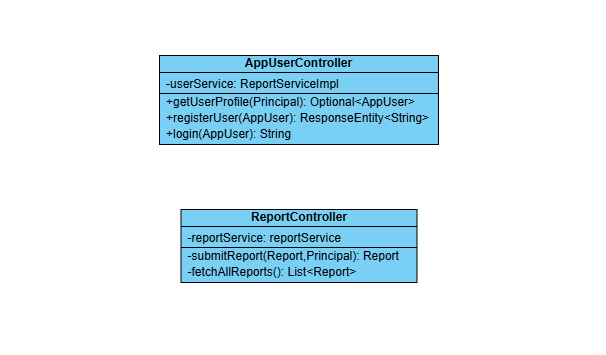 AppUserController
-userService: ReportServiceImpl
+getUserProfile(Principal): Optional<AppUser>
+registerUser(AppUser): ResponseEntity<String>
+login(AppUser): String
ReportController
-reportService: reportService
-submitReport(Report,Principal): Report
-fetchAllReports(): List<Report>